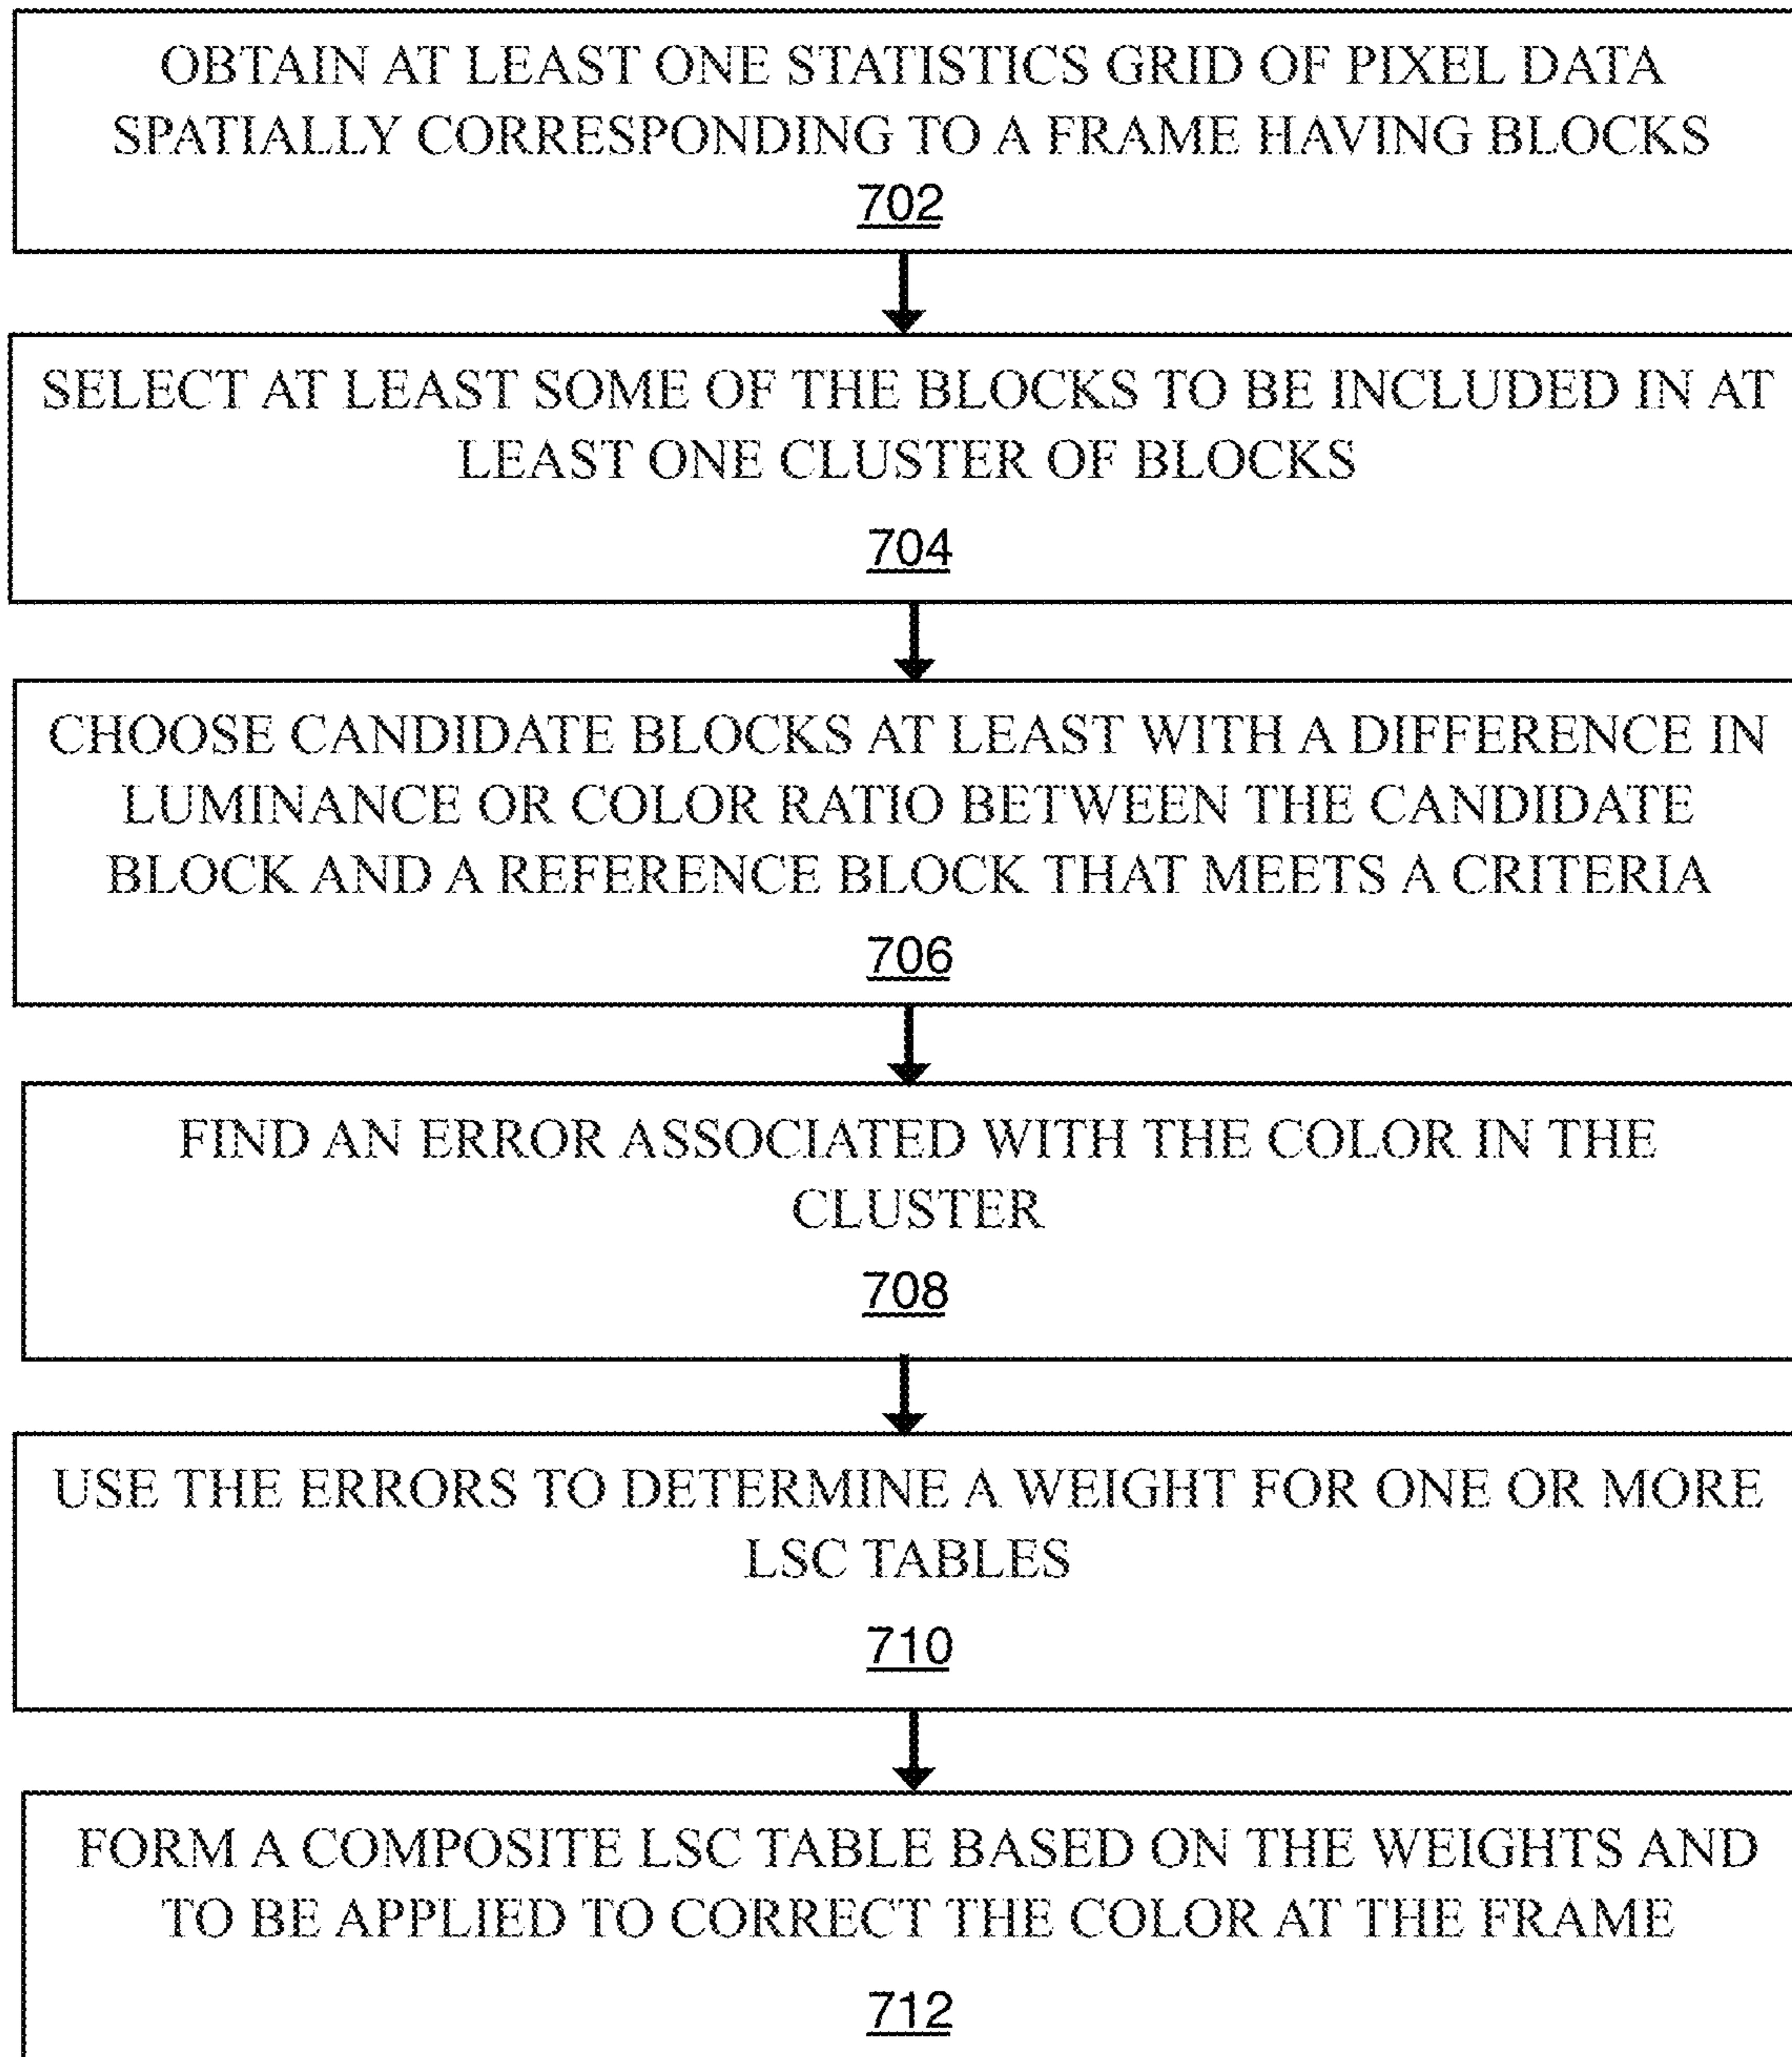 OBTAIN AT LEAST ONE STATISTICS GRID OF PIXEL DATA
SPATIALLY CORRESPONDING TO A FRAME HAVING BLOCKS
702
SELECT AT LEAST SOME OF THE BLOCKS TO BE INCLUDED IN AT
LEAST ONE CLUSTER OF BLOCKS
704
CHOOSE CANDIDATE BLOCKS AT LEAST WITH A DIFFERENCE IN
LUMINANCE OR COLOR RATIO BETWEEN THE CANDIDATE
BLOCK AND A REFERENCE BLOCK THAT MEETS A CRITERIA
706
FIND AN ERROR ASSOCIATED WITH THE COLOR IN THE
CLUSTER
708
USE THE ERRORS TO DETERMINE A WEIGHT FOR ONE OR MORE
LSC TABLES
710
FORM A COMPOSITE LSC TABLE BASED ON THE WEIGHTS AND
TO BE APPLIED TO CORRECT THE COLOR AT THE FRAME
712